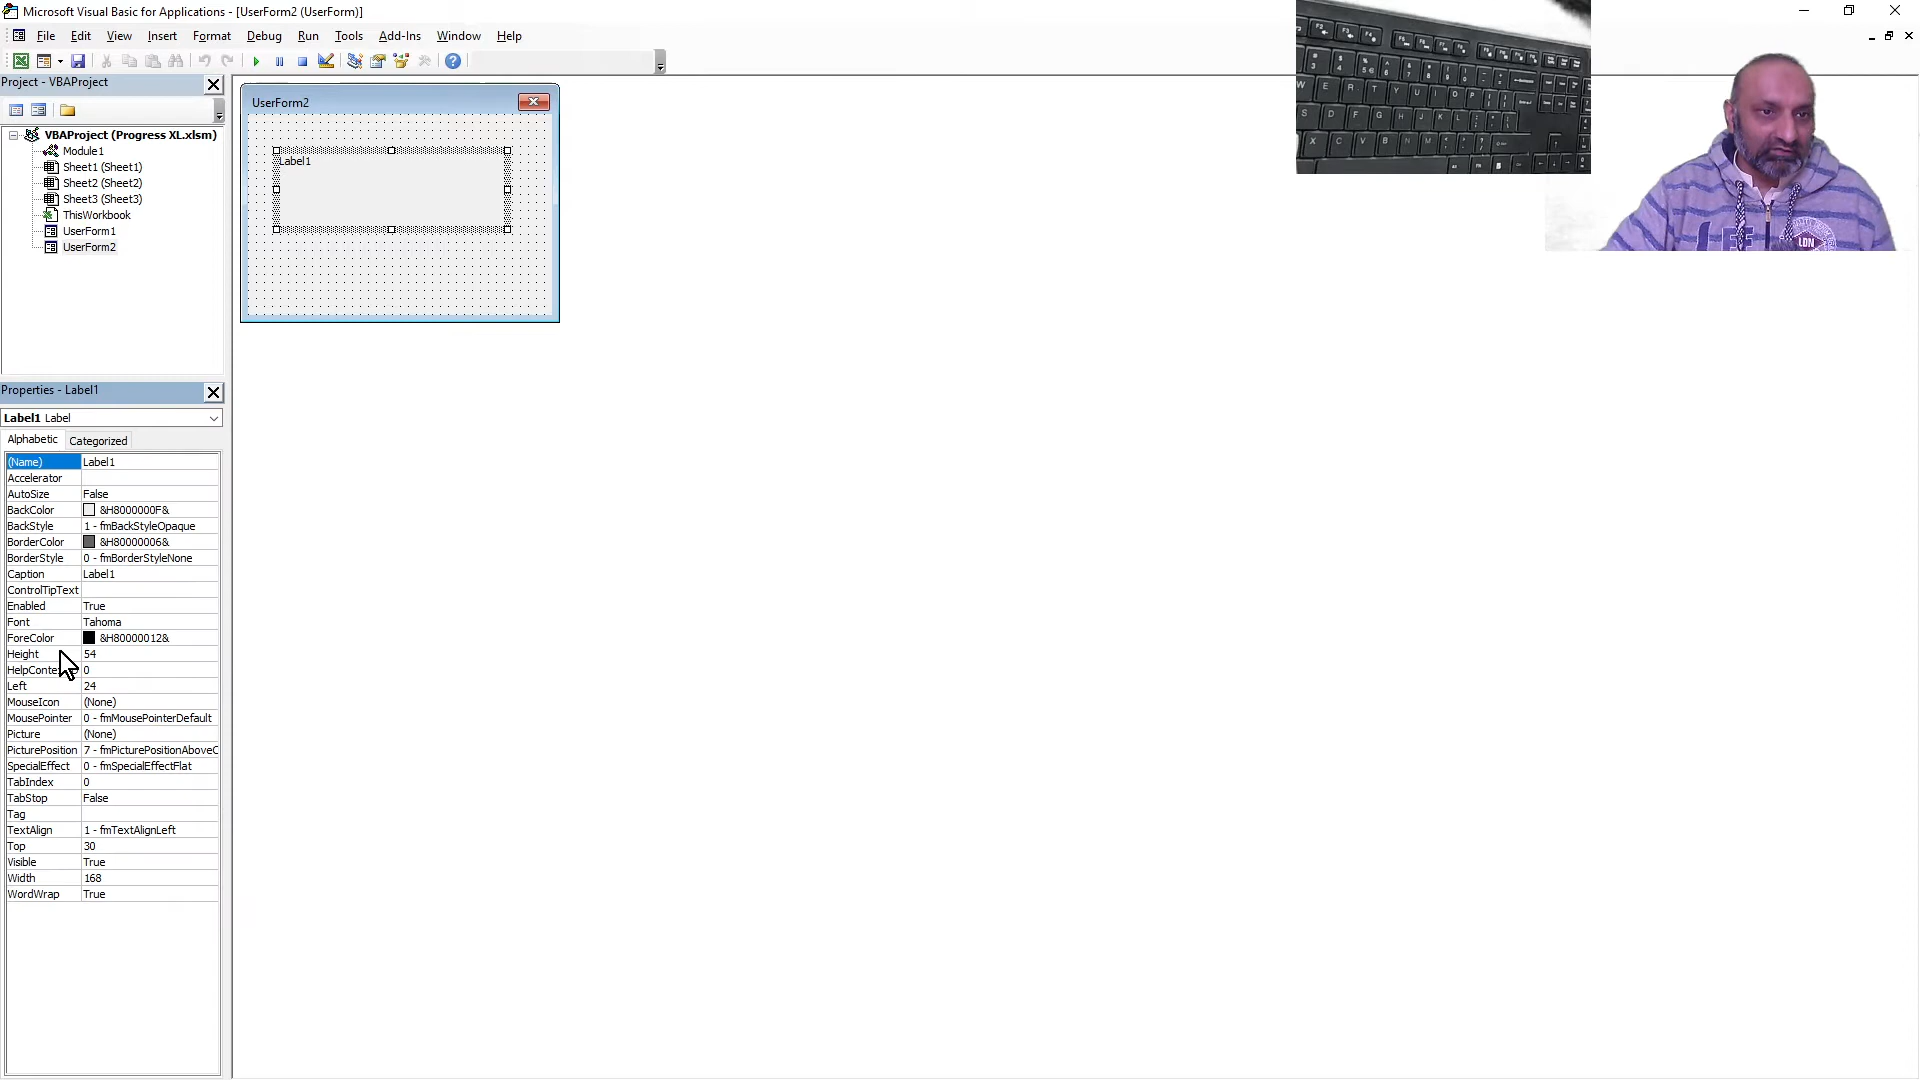 Microsoft Visual Basic for Applications - [UserForm2 (UserForm)]
File Edit View Insert Format Debug Run Tools Add-Ins Window Help
Project - VBAProject
VBAProject (Progress XL.xlsm)
Module1
Sheet1 (Sheet1)
Sheet2 (Sheet2)
Sheet3 (Sheet3)
ThisWorkbook
UserForm1
UserForm2
UserForm2
Label1
Properties - Label1
Label1 Label
Alphabetic Categorized
(Name) Label1
Accelerator
AutoSize False
BackColor &H8000000F&
BackStyle 1 - fmBackStyleOpaque
BorderColor &H80000006&
BorderStyle 0 - fmBorderStyleNone
Caption Label1
ControlTipText
Enabled True
Font Tahoma
ForeColor &H80000012&
Height 54
HelpConte 0
Left 24
MouseIcon (None)
MousePointer 0 - fmMousePointerDefault
Picture (None)
PicturePosition 7 - fmPicturePositionAboveC
SpecialEffect 0 - fmSpecialEffectFlat
TabIndex 0
TabStop False
Tag
TextAlign 1 - fmTextAlignLeft
Top 30
Visible True
Width 168
WordWrap True
W E R T Y U I O P
S D F G H J K L
X C V B N M
LDN